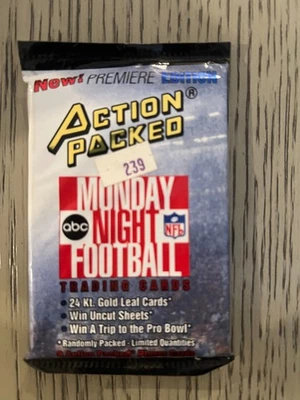 NEW! PREMIERE EDITION
ACTION
PACKED®
239
MONDAY
abc NIGHT NFL
FOOTBALL
TRADING CARDS
• 24 Kt. Gold Leaf Cards*
• Win Uncut Sheets*
• Win A Trip to the Pro Bowl*
*Randomly Packed - Limited Quantities